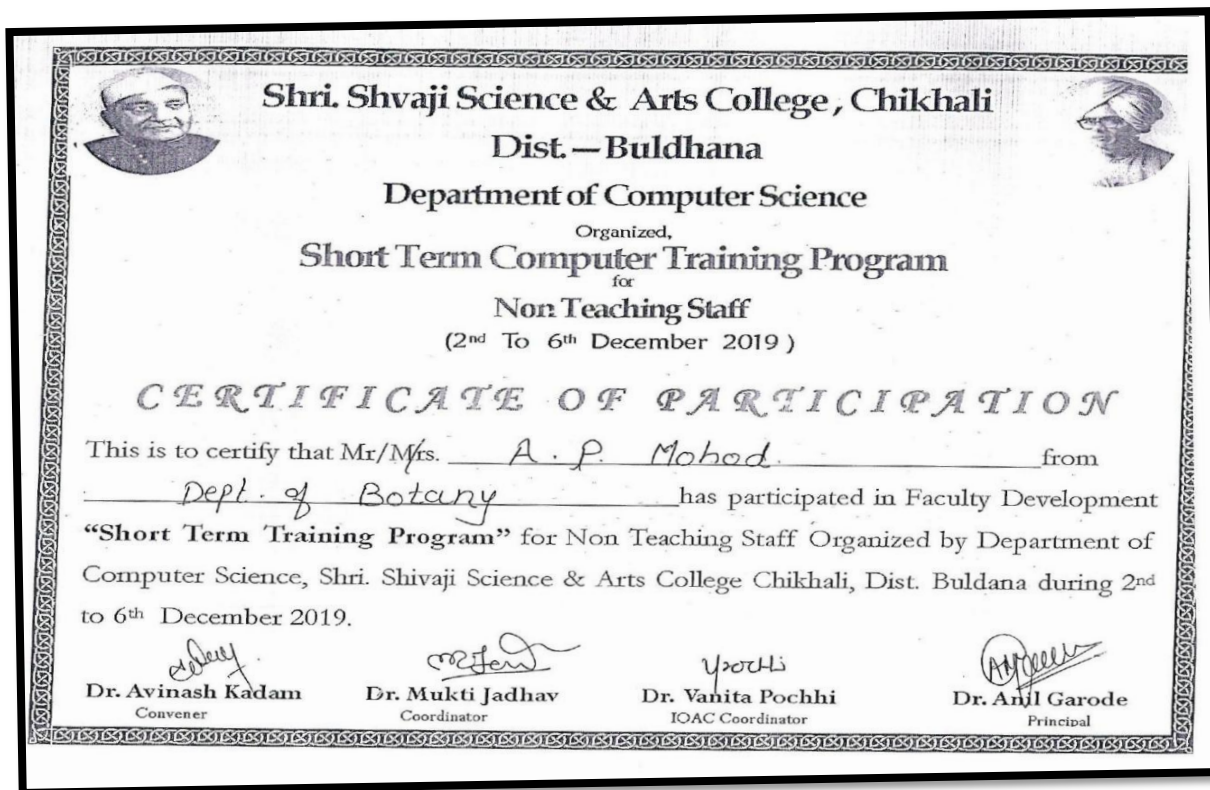 Shri. Shvaji Science & Arts College, Chikhali
Dist.—Buldhana
Department of Computer Science
Organized,
Short Term Computer Training Program
for
Non Teaching Staff
(2nd To 6th December 2019)
CERTIFICATE OF PARTICIPATION
This is to certify that Mr/Mrs. A. P. Mohod from
Dept. of Botany has participated in Faculty Development
“Short Term Training Program” for Non Teaching Staff Organized by Department of
Computer Science, Shri. Shivaji Science & Arts College Chikhali, Dist. Buldana during 2nd
to 6th December 2019.
Dr. Avinash Kadam Dr. Mukti Jadhav Dr. Vanita Pochhi Dr. Anil Garode
Convener Coordinator IOAC Coordinator Principal